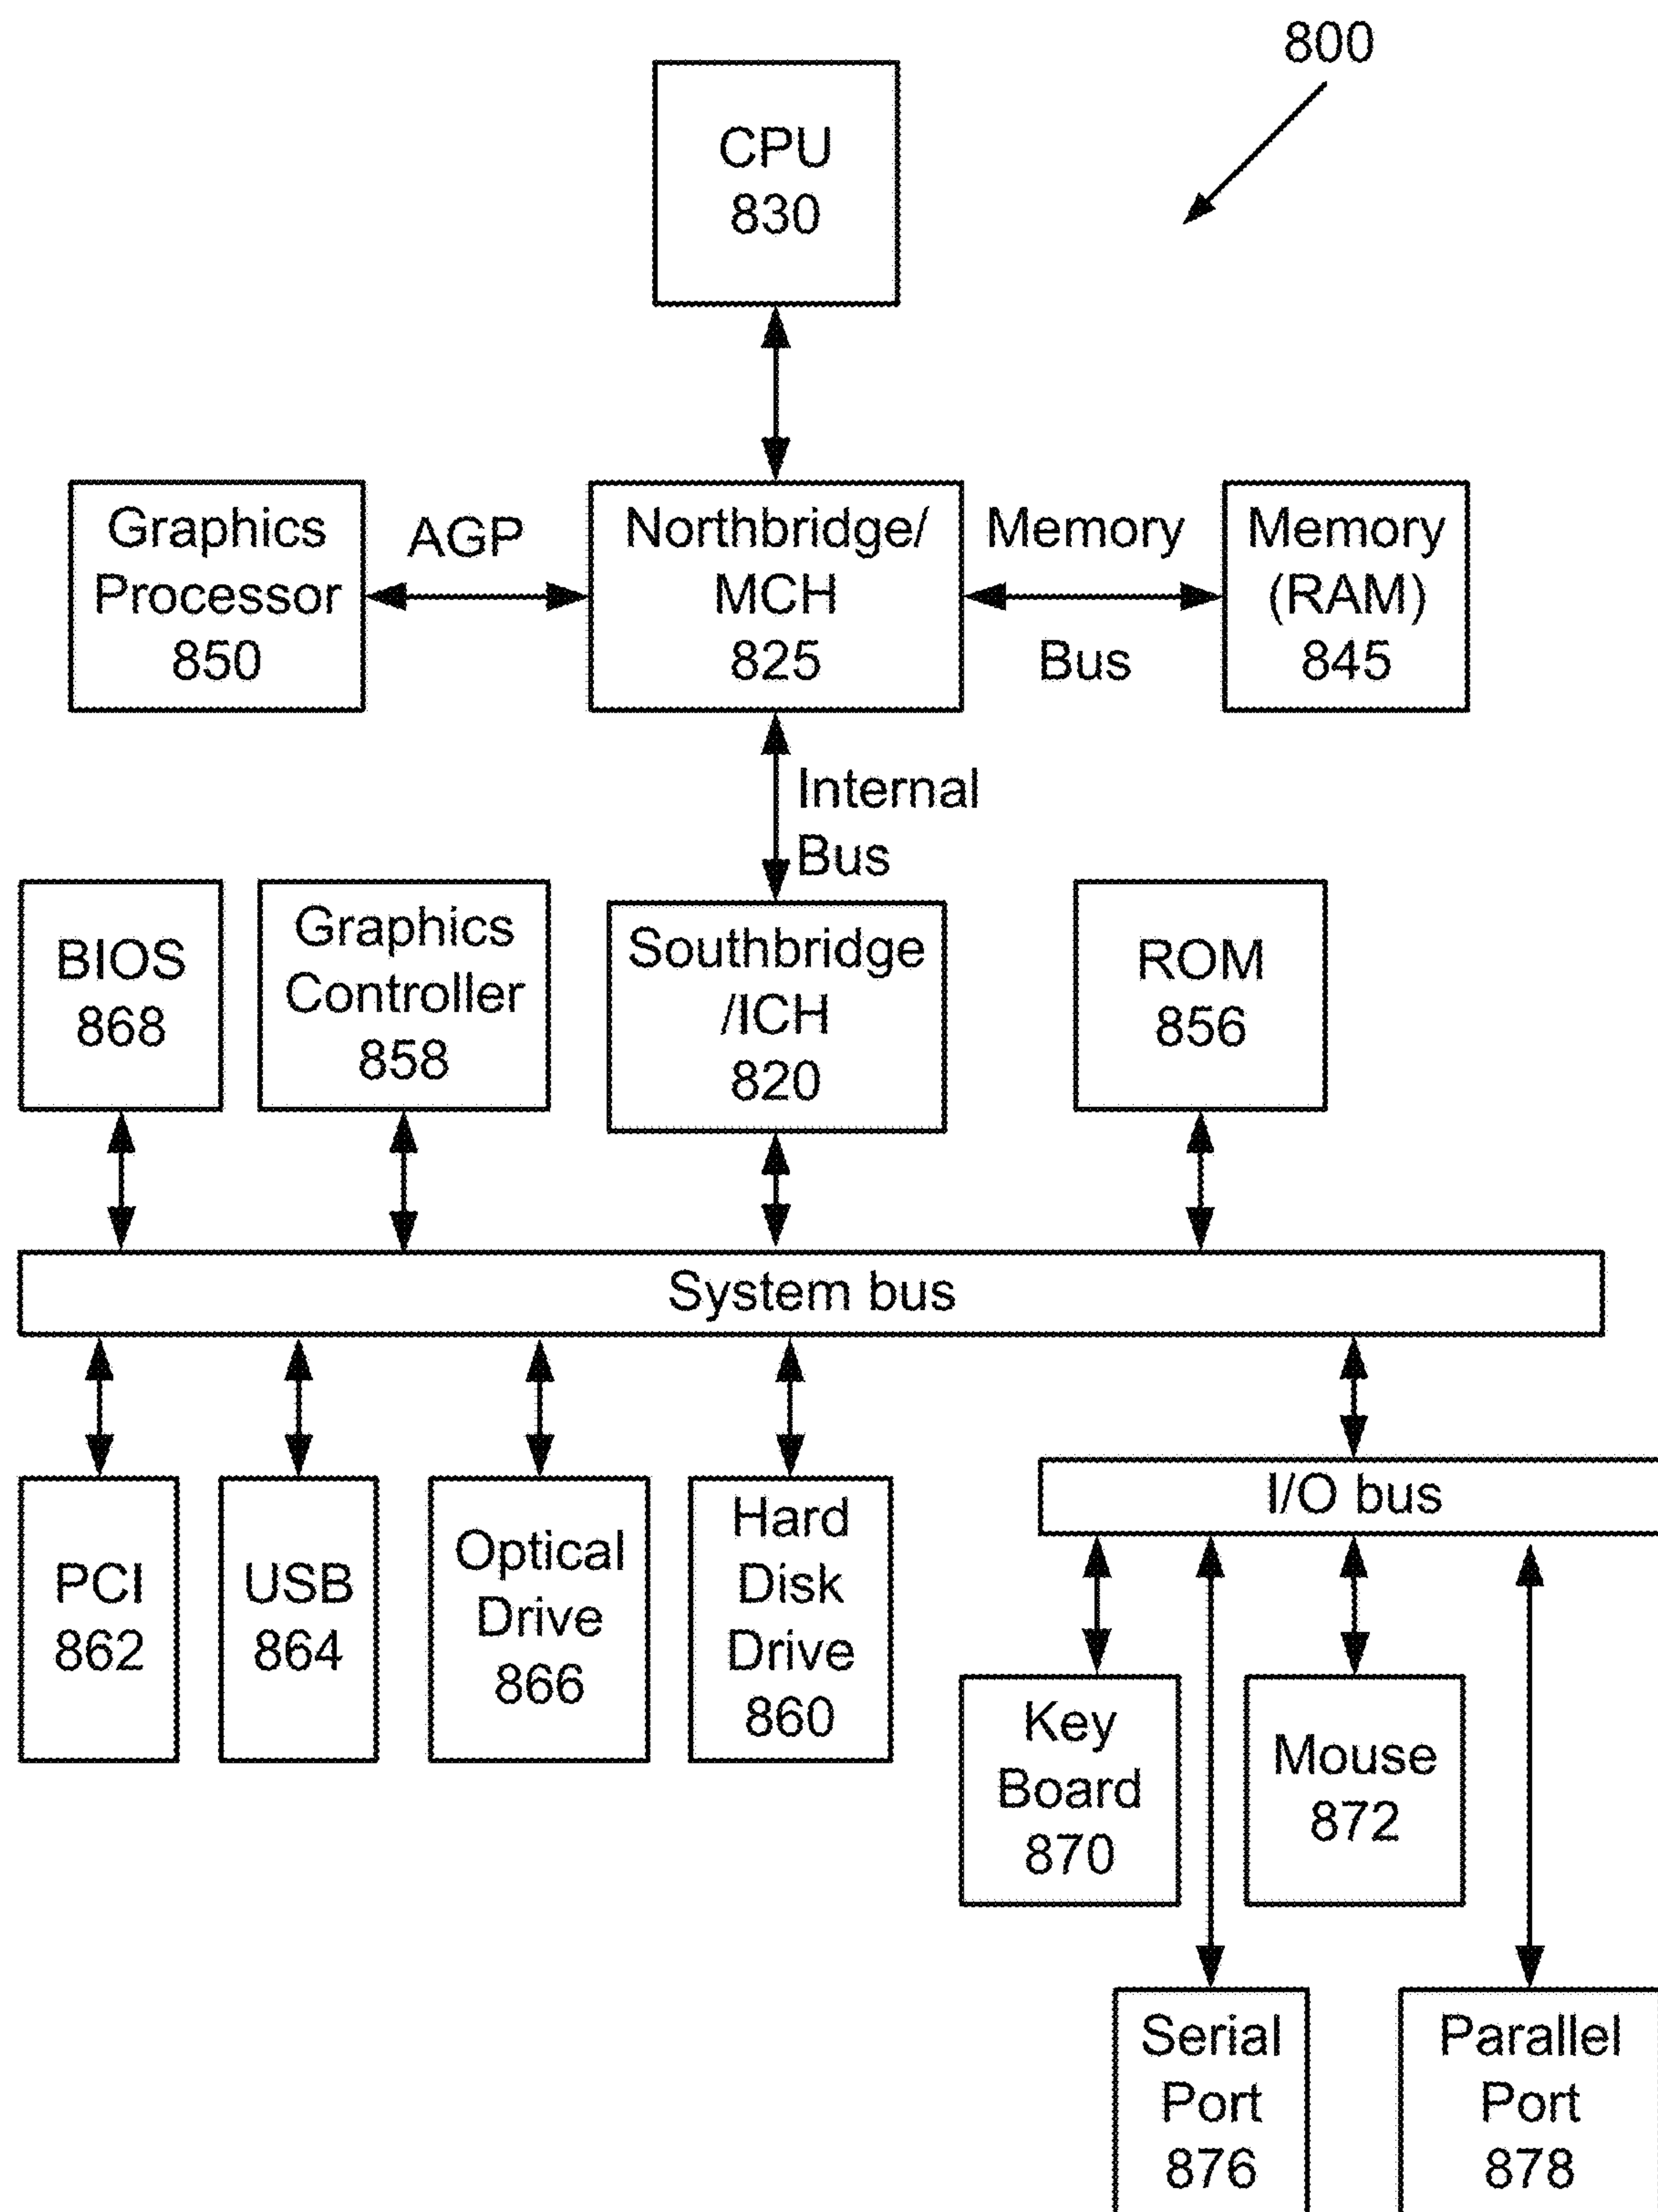 800
CPU
830
Graphics
Processor
850
AGP
Northbridge/
MCH
825
Memory
Bus
Memory
(RAM)
845
Internal
Bus
BIOS
868
Graphics
Controller
858
Southbridge
/ICH
820
ROM
856
System bus
PCI
862
USB
864
Optical
Drive
866
Hard
Disk
Drive
860
I/O bus
Key
Board
870
Mouse
872
Serial
Port
876
Parallel
Port
878